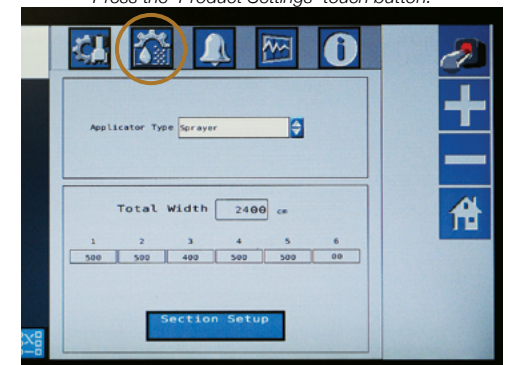 Press the "Product Settings" touch button.
Applicator Type Sprayer
Total Width 2400 cm
1 2 3 4 5 6
500 500 400 500 500 00
Section Setup